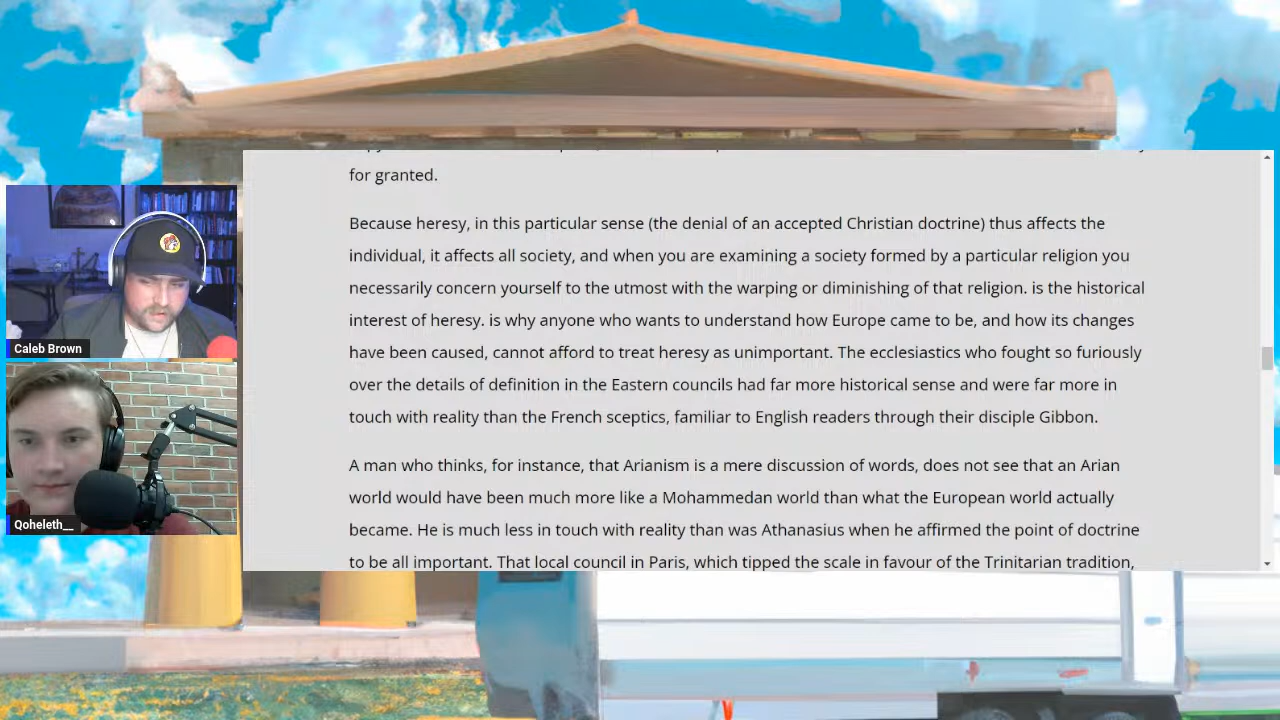 for granted.
Because heresy, in this particular sense (the denial of an accepted Christian doctrine) thus affects the
individual, it affects all society, and when you are examining a society formed by a particular religion you
necessarily concern yourself to the utmost with the warping or diminishing of that religion. is the historical
interest of heresy. is why anyone who wants to understand how Europe came to be, and how its changes
have been caused, cannot afford to treat heresy as unimportant. The ecclesiastics who fought so furiously
over the details of definition in the Eastern councils had far more historical sense and were far more in
touch with reality than the French sceptics, familiar to English readers through their disciple Gibbon.
A man who thinks, for instance, that Arianism is a mere discussion of words, does not see that an Arian
world would have been much more like a Mohammedan world than what the European world actually
became. He is much less in touch with reality than was Athanasius when he affirmed the point of doctrine
to be all important. That local council in Paris, which tipped the scale in favour of the Trinitarian tradition,
Caleb Brown
Qoheleth__